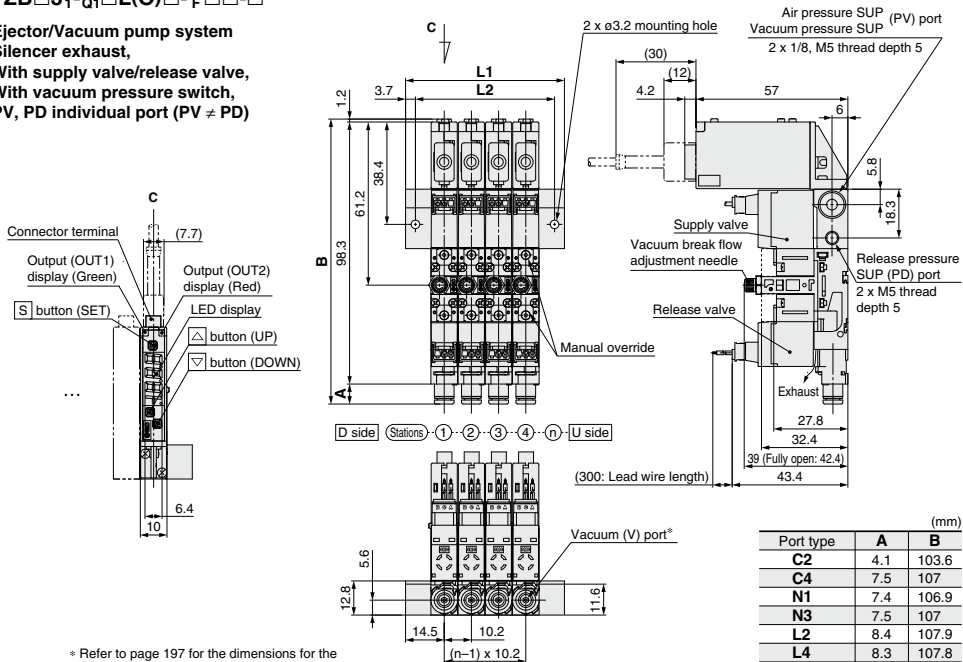 Ejector/Vacuum pump system
Silencer exhaust,
With supply valve/release valve,
With vacuum pressure switch,
PV, PD individual port (PV ≠ PD)
C
Connector terminal
(7.7)
Output (OUT1)
display (Green)
Output (OUT2)
display (Red)
S button (SET)
LED display
△ button (UP)
▽ button (DOWN)
...
6.4
10
C
2 x ø3.2 mounting hole
L1
L2
3.7
1.2
38.4
61.2
98.3
B
A
Manual override
D side (Stations) 1 2 3 4 n U side
Air pressure SUP
Vacuum pressure SUP
(PV) port
2 x 1/8, M5 thread depth 5
(30)
(12)
4.2
57
6
5.8
18.3
Supply valve
Vacuum break flow
adjustment needle
Release valve
Release pressure
SUP (PD) port
2 x M5 thread
depth 5
Exhaust
27.8
32.4
39 (Fully open: 42.4)
(300: Lead wire length)
43.4
Vacuum (V) port*
5.6
12.8
11.6
14.5
10.2
(n–1) x 10.2
(mm)
Port type A B
C2 4.1 103.6
C4 7.5 107
N1 7.4 106.9
N3 7.5 107
L2 8.4 107.9
L4 8.3 107.8
* Refer to page 197 for the dimensions for the